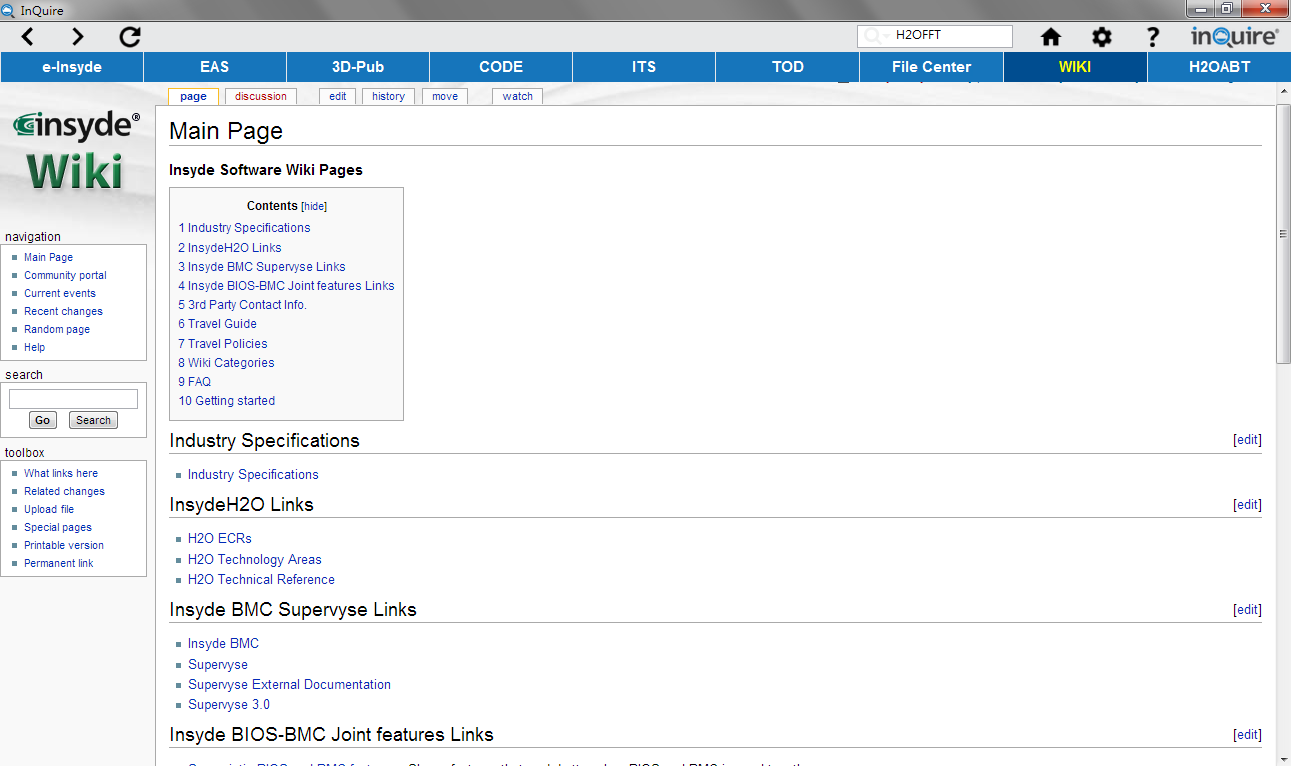 InQuire
H2OFFT
?
inQuire®
e-Insyde EAS 3D-Pub CODE ITS TOD File Center WIKI H2OABT
page discussion edit history move watch
insyde®
Wiki
navigation
Main Page
Community portal
Current events
Recent changes
Random page
Help
search
Go Search
toolbox
What links here
Related changes
Upload file
Special pages
Printable version
Permanent link
Main Page
Insyde Software Wiki Pages
Contents [hide]
1 Industry Specifications
2 InsydeH2O Links
3 Insyde BMC Supervyse Links
4 Insyde BIOS-BMC Joint features Links
5 3rd Party Contact Info.
6 Travel Guide
7 Travel Policies
8 Wiki Categories
9 FAQ
10 Getting started
Industry Specifications [edit]
Industry Specifications
InsydeH2O Links [edit]
H2O ECRs
H2O Technology Areas
H2O Technical Reference
Insyde BMC Supervyse Links [edit]
Insyde BMC
Supervyse
Supervyse External Documentation
Supervyse 3.0
Insyde BIOS-BMC Joint features Links [edit]